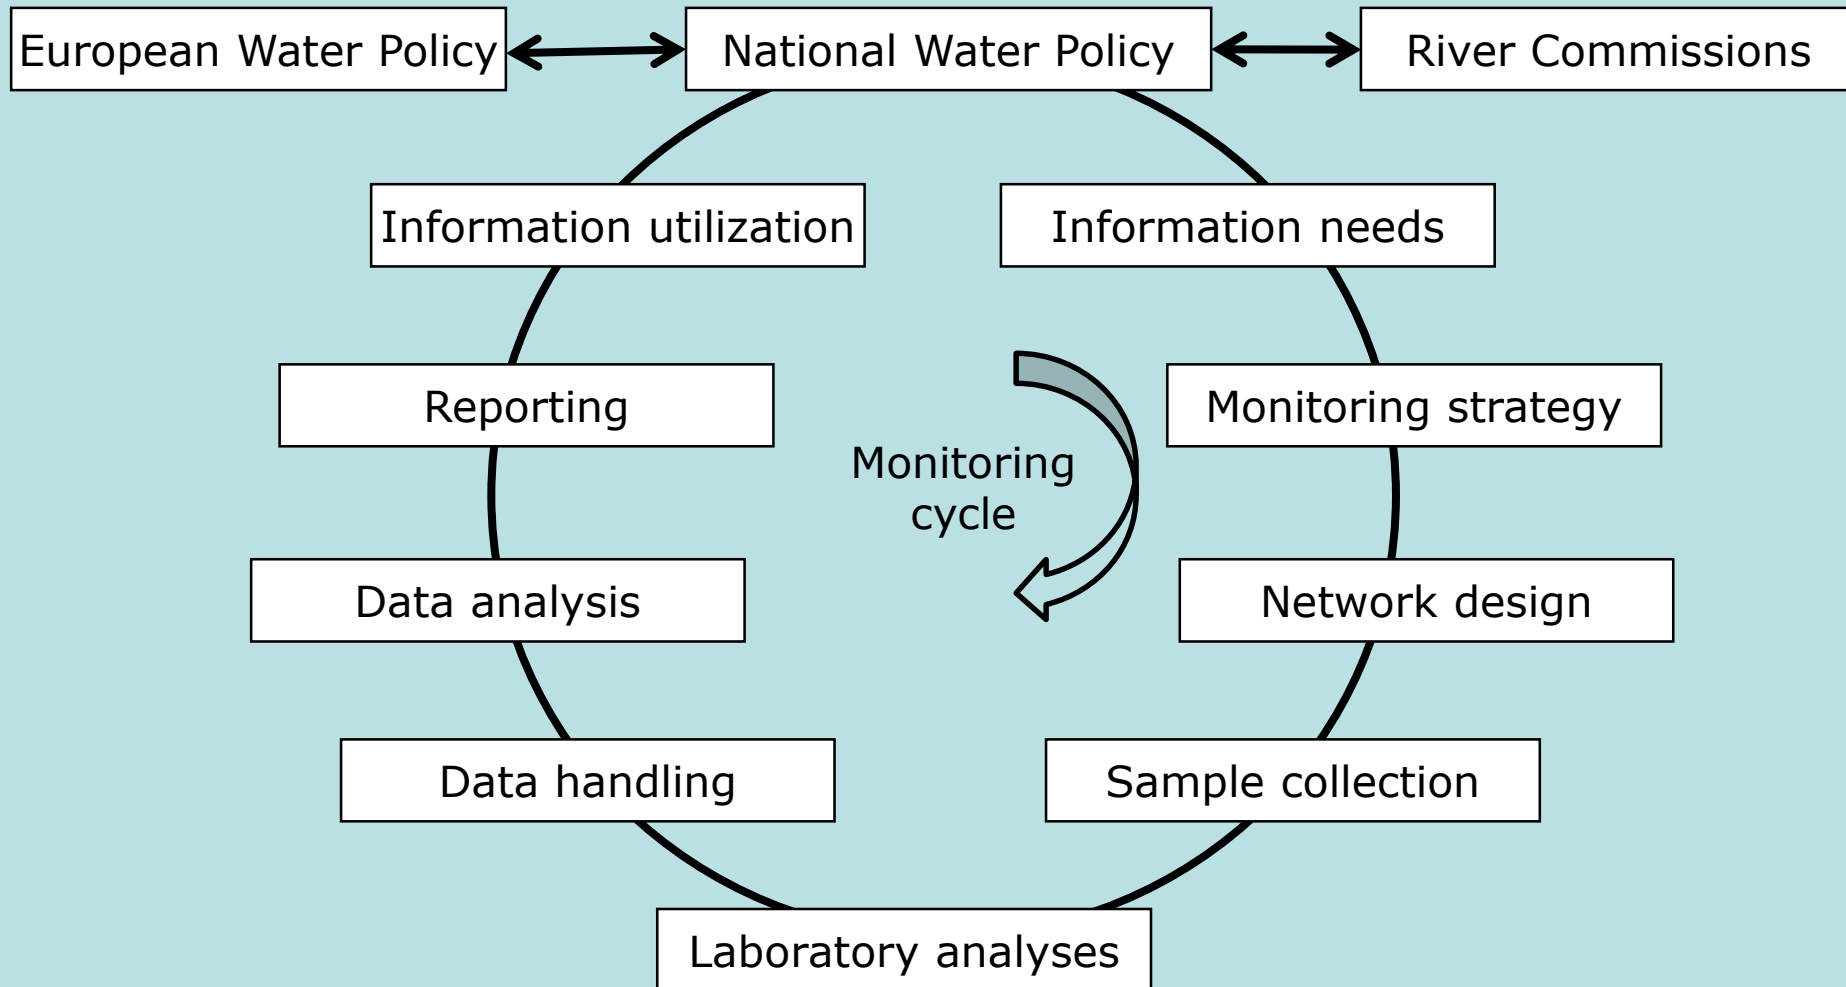 European Water Policy
National Water Policy
River Commissions
Information utilization
Information needs
Reporting
Monitoring strategy
Monitoring
cycle
Data analysis
Network design
Data handling
Sample collection
Laboratory analyses